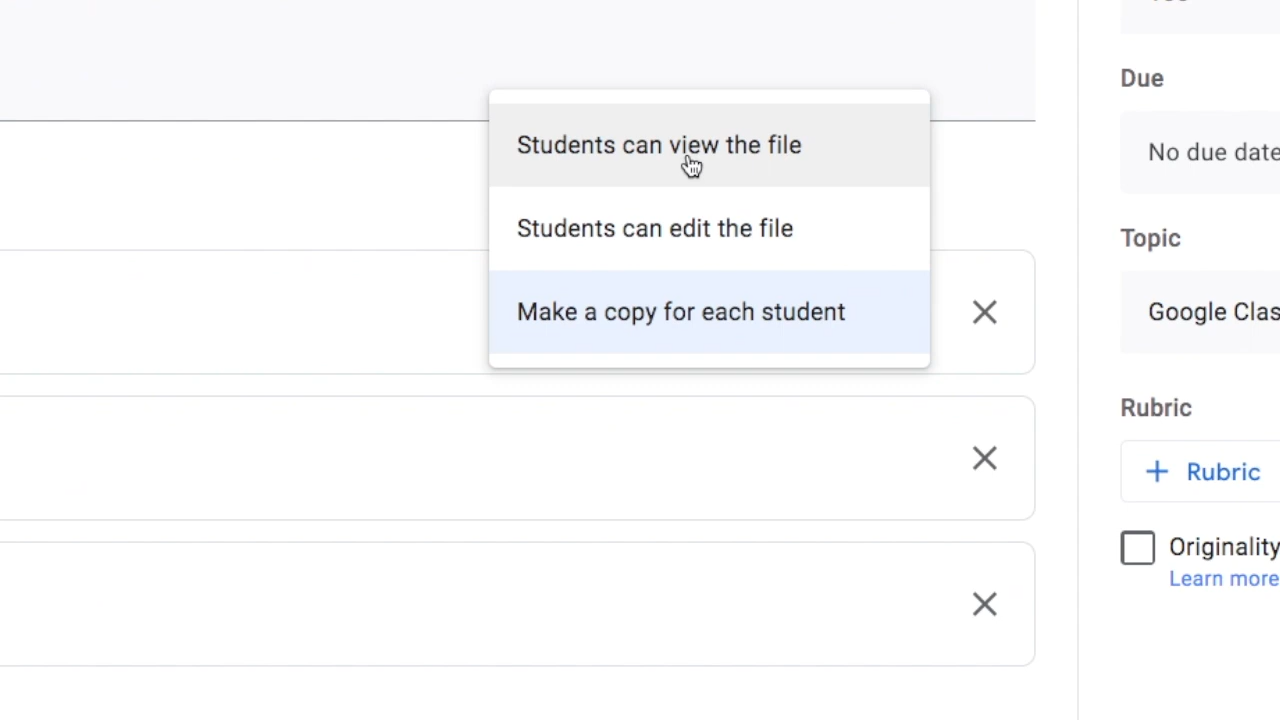 Due
Students can view the file
No due date
Students can edit the file
Topic
Make a copy for each student
Google Clas
Rubric
+ Rubric
Originality
Learn more